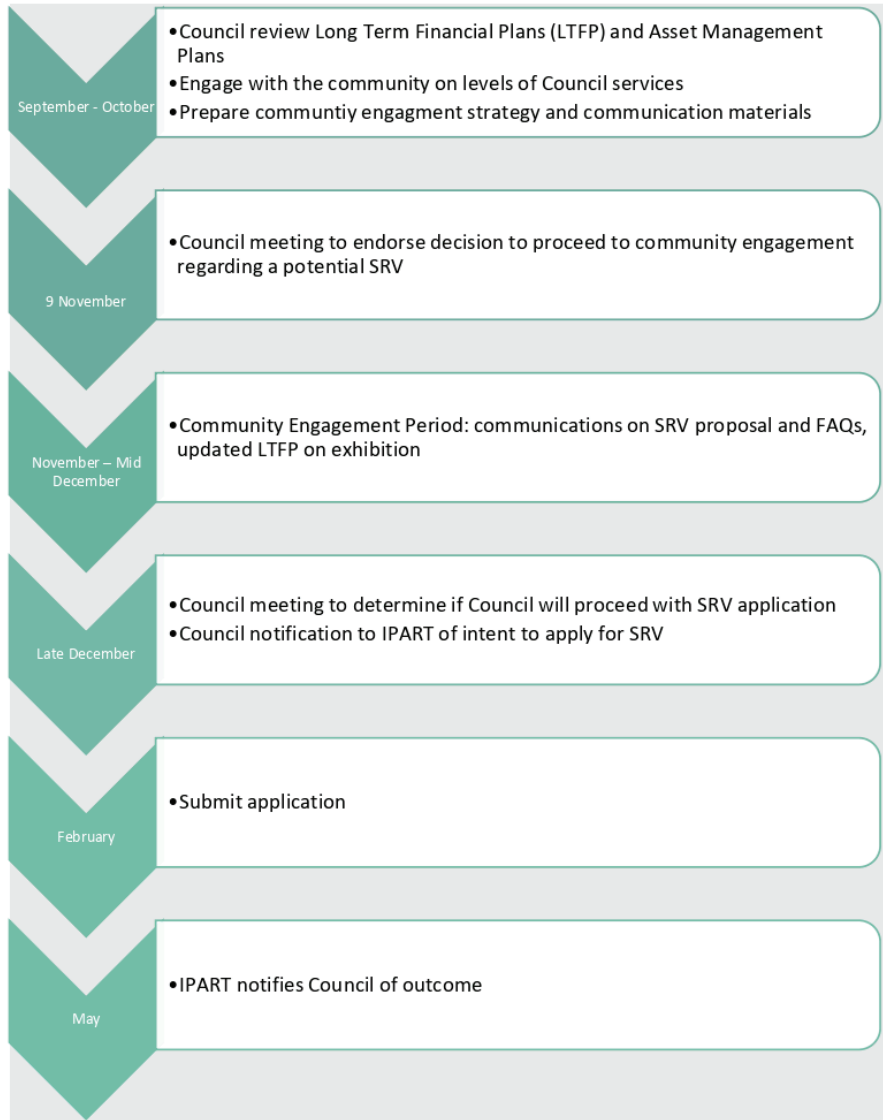 September - October
•Council review Long Term Financial Plans (LTFP) and Asset Management
Plans
•Engage with the community on levels of Council services
•Prepare communtiy engagment strategy and communication materials
9 November
•Council meeting to endorse decision to proceed to community engagement
regarding a potential SRV
November – Mid
December
•Community Engagement Period: communications on SRV proposal and FAQs,
updated LTFP on exhibition
Late December
•Council meeting to determine if Council will proceed with SRV application
•Council notification to IPART of intent to apply for SRV
February
•Submit application
May
•IPART notifies Council of outcome